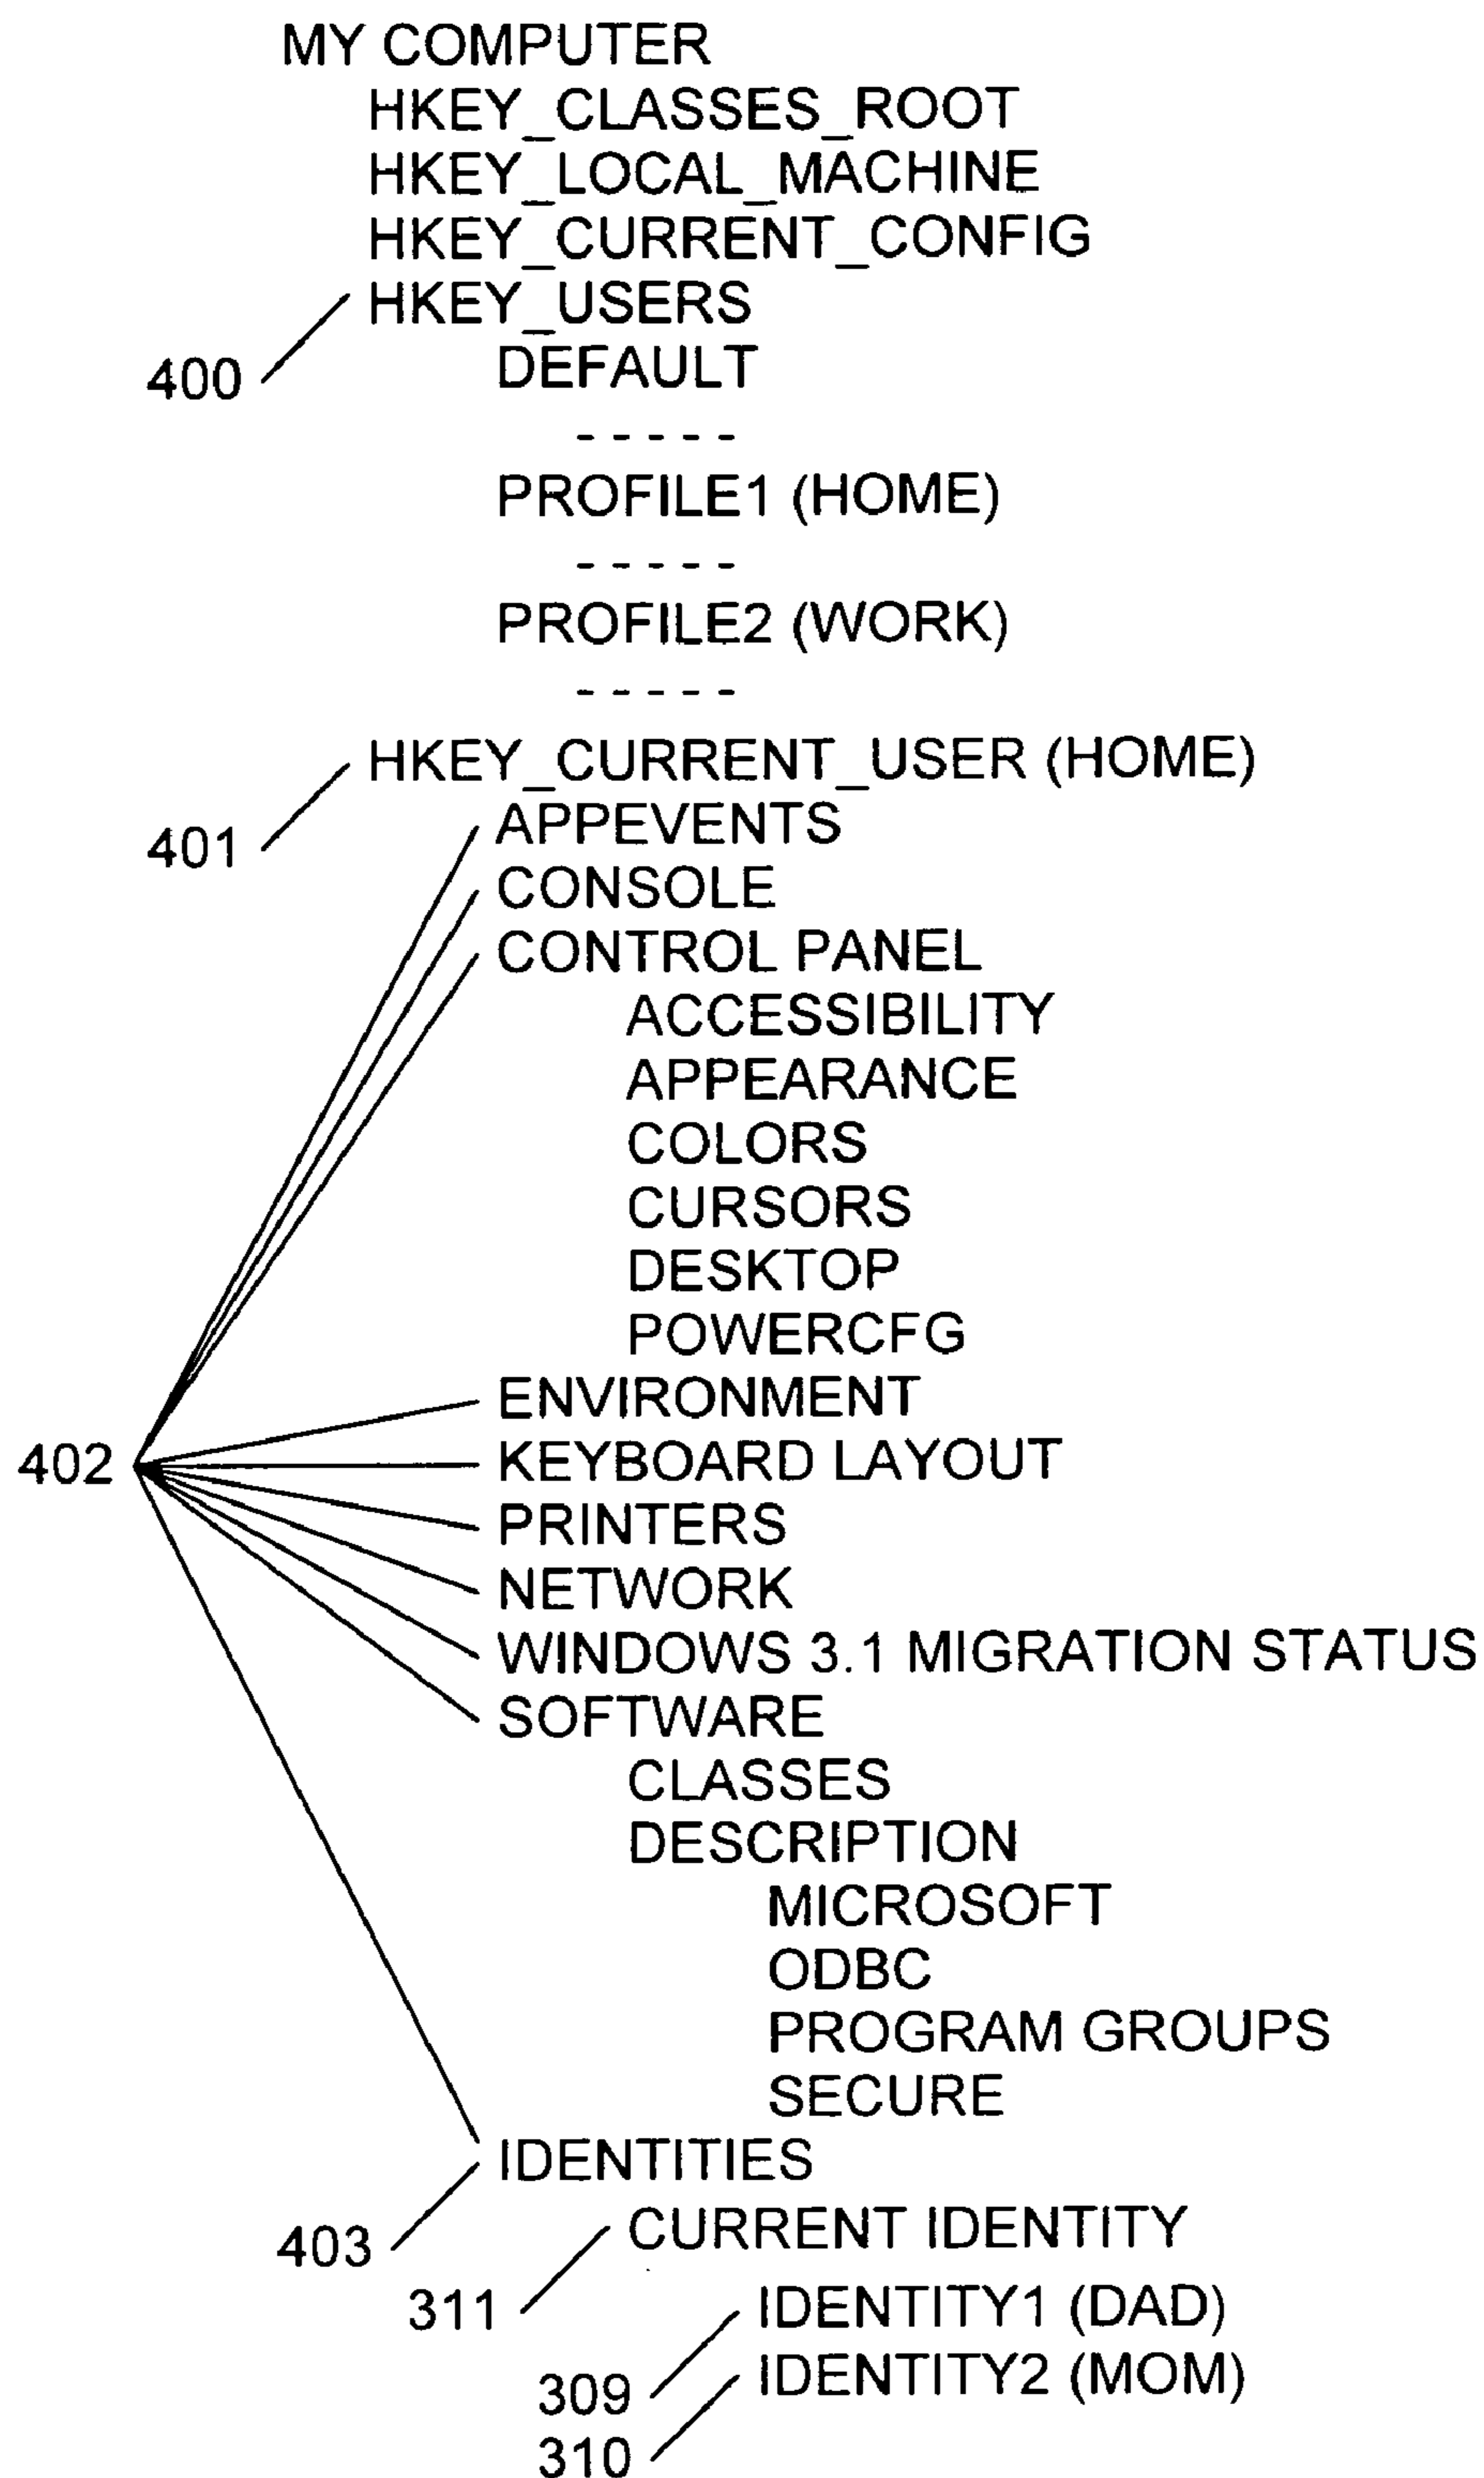 MY COMPUTER
HKEY_CLASSES_ROOT
HKEY_LOCAL_MACHINE
HKEY_CURRENT_CONFIG
HKEY_USERS
400
DEFAULT
- - - - -
PROFILE1 (HOME)
- - - - -
PROFILE2 (WORK)
- - - - -
HKEY_CURRENT_USER (HOME)
401
APPEVENTS
CONSOLE
CONTROL PANEL
ACCESSIBILITY
APPEARANCE
COLORS
CURSORS
DESKTOP
POWERCFG
ENVIRONMENT
402
KEYBOARD LAYOUT
PRINTERS
NETWORK
WINDOWS 3.1 MIGRATION STATUS
SOFTWARE
CLASSES
DESCRIPTION
MICROSOFT
ODBC
PROGRAM GROUPS
SECURE
IDENTITIES
403
CURRENT IDENTITY
311
IDENTITY1 (DAD)
309
IDENTITY2 (MOM)
310